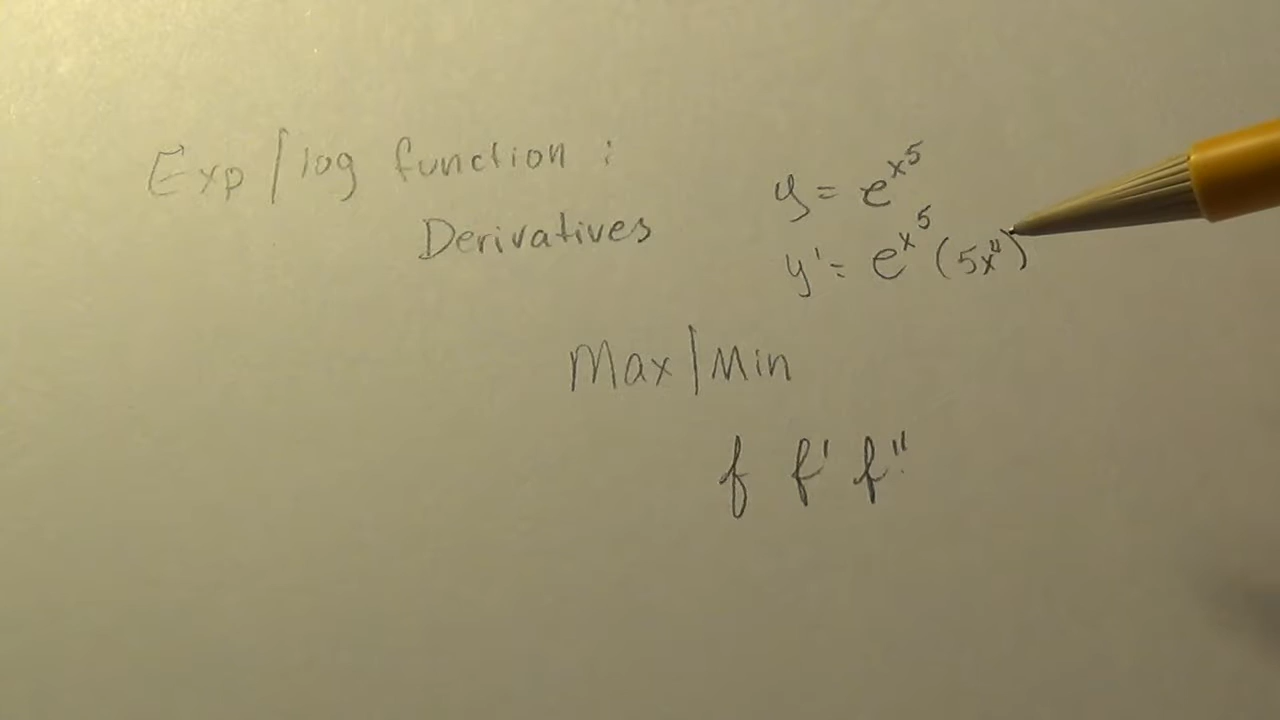 Exp/log function :
Derivatives
y = e^{x^5}
y' = e^{x^5} (5x^4)
Max/Min
f f' f''